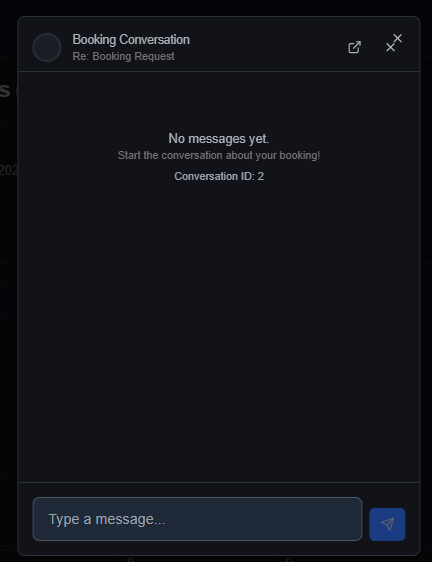 Booking Conversation
Re: Booking Request
No messages yet.
Start the conversation about your booking!
Conversation ID: 2
Type a message...